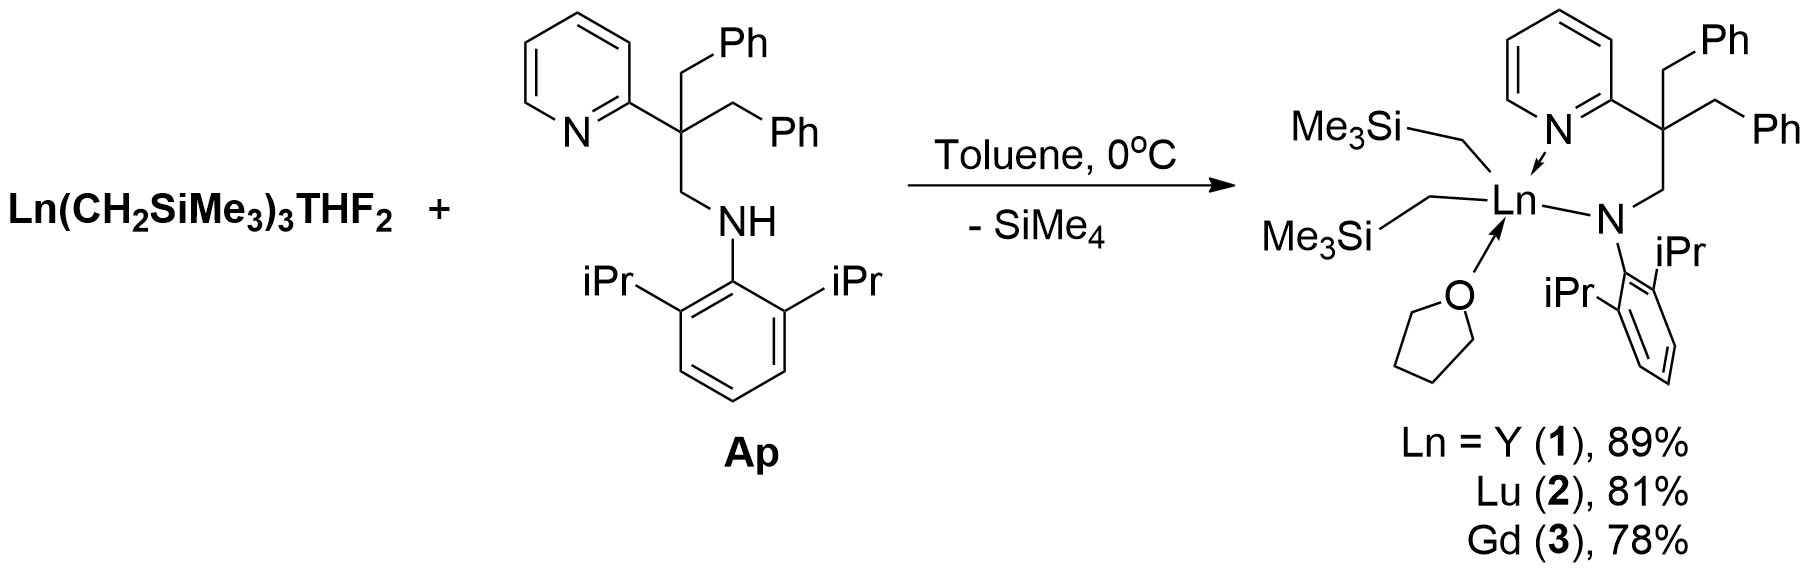 Ln(CH₂SiMe₃)₃THF₂ +
Ph
Ph
N
NH
iPr
iPr
Ap
Toluene, 0°C
- SiMe₄
Ph
Ph
N
Me₃Si
Me₃Si
Ln
N
O
iPr
iPr
Ln = Y (1), 89%
Lu (2), 81%
Gd (3), 78%